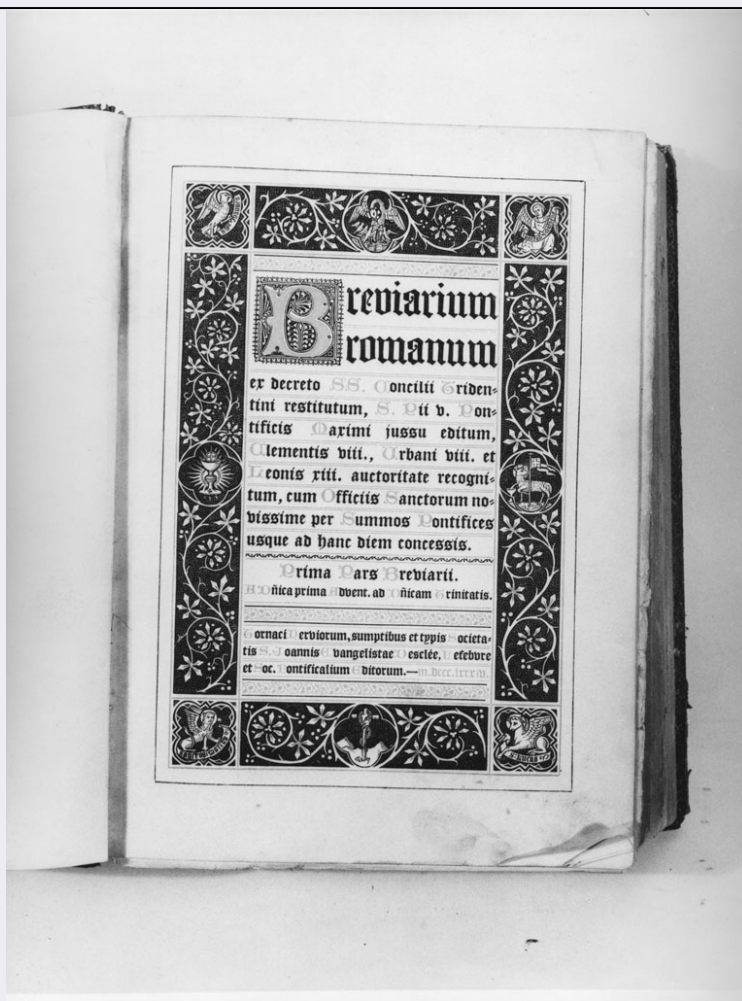 Breviarium
romanum
ex decreto SS. Concilii Triden-
tini restitutum, S. Pii v. Pon-
tificis Maximi jussu editum,
Clementis viii., Urbani viii. et
Leonis xiii. auctoritate recogni-
tum, cum Officiis Sanctorum no-
vissime per Summos Pontifices
usque ad hanc diem concessis.
Prima Pars Breviarii.
A Dñica prima Advent. ad Dñicam Trinitatis.
Tornaci Nerviorum, sumptibus et typis Societa-
tis S. Joannis Evangelistae Desclée, Lefebvre
et Soc. Pontificalium Editorum.—